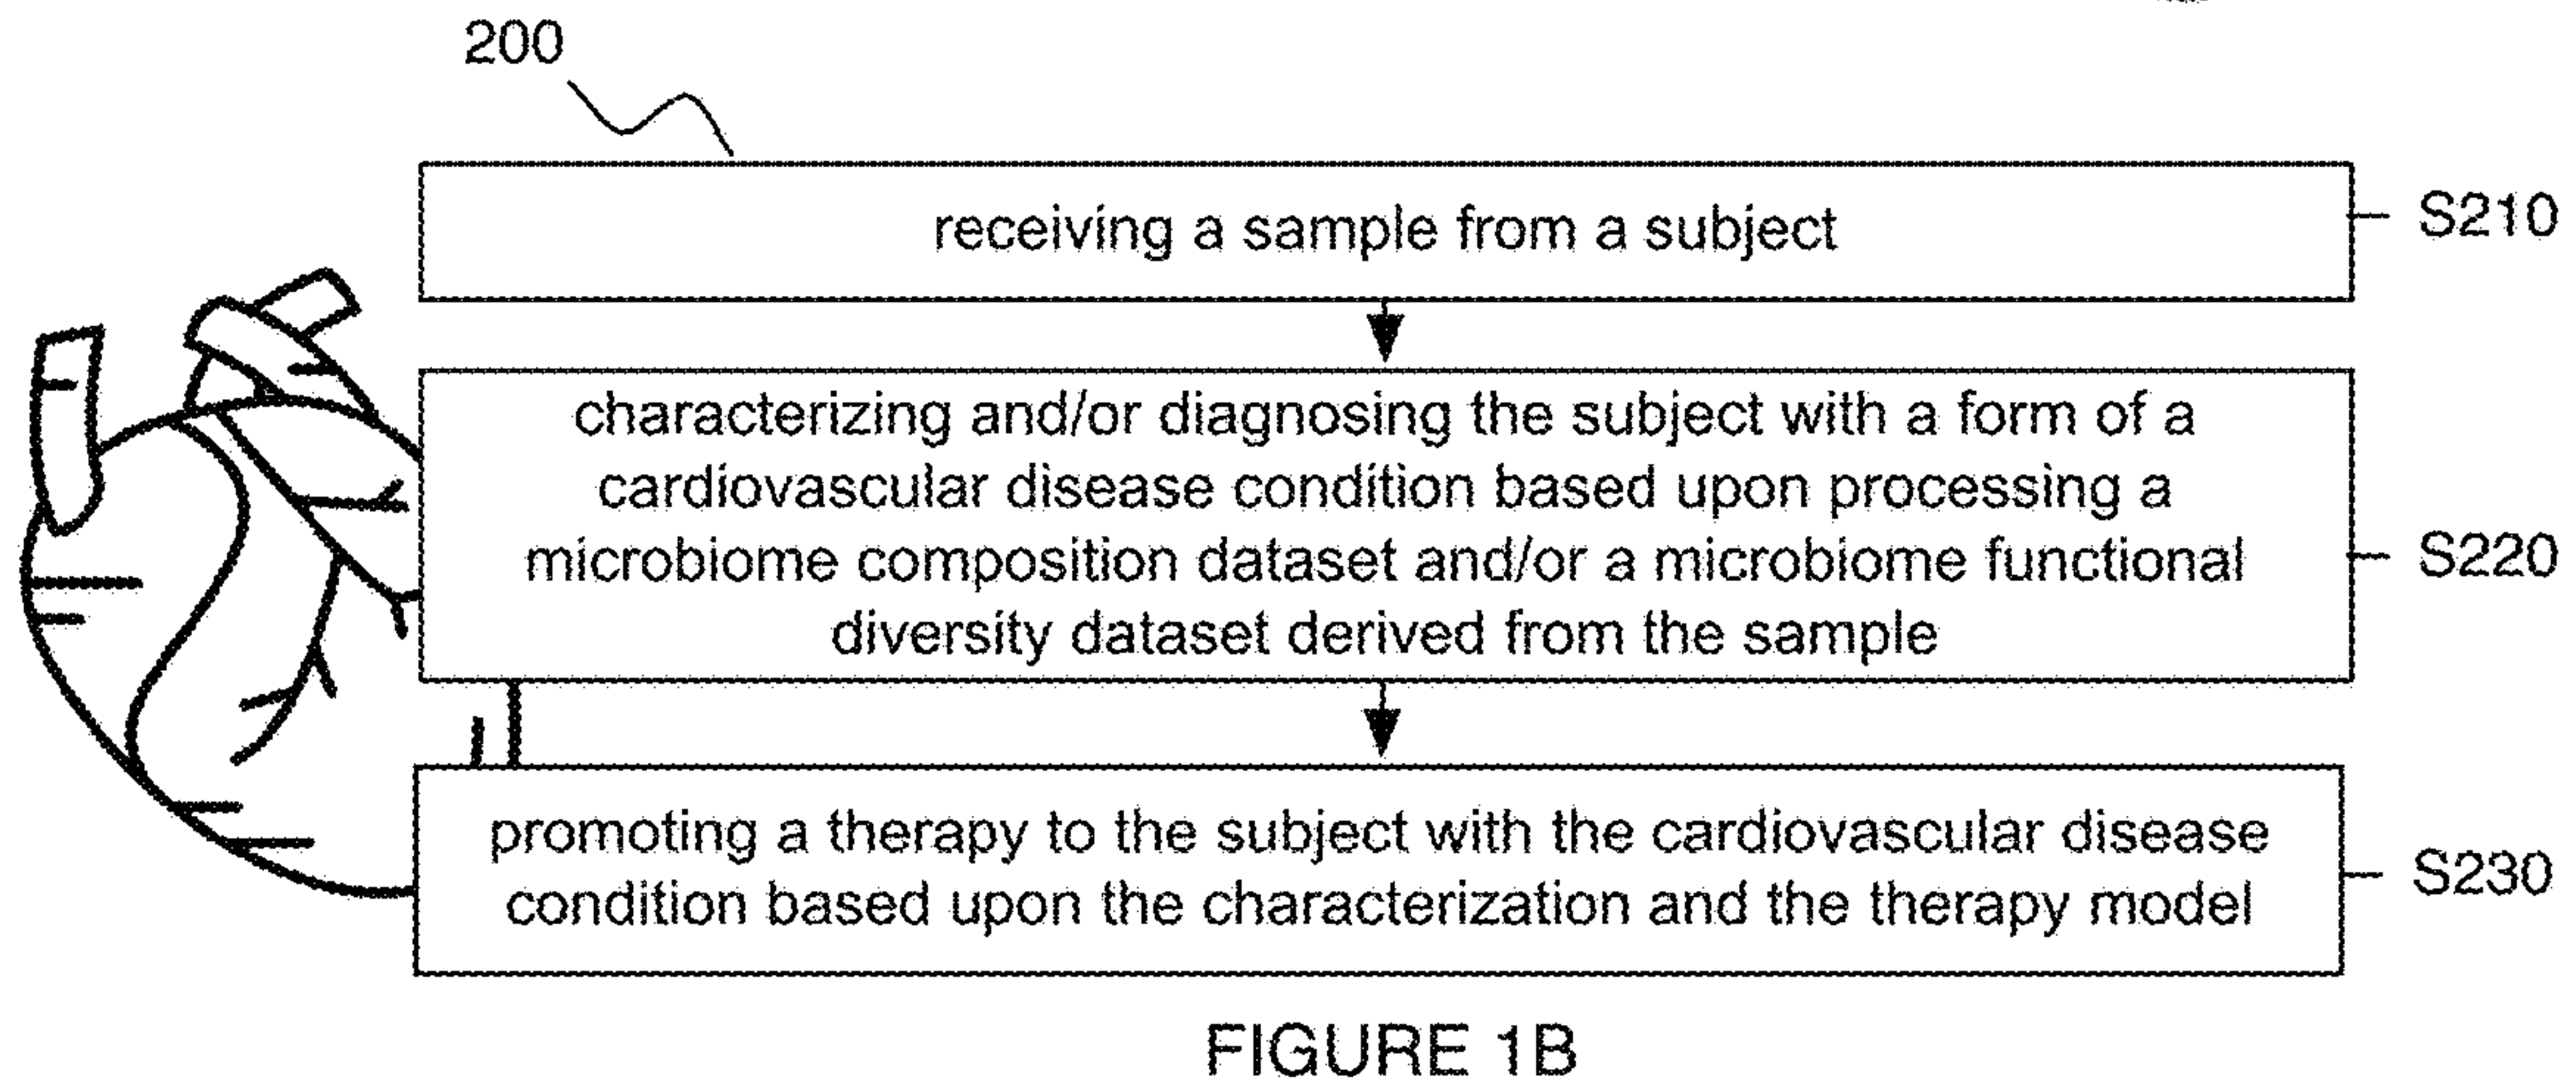 200
receiving a sample from a subject
S210
characterizing and/or diagnosing the subject with a form of a
cardiovascular disease condition based upon processing a
microbiome composition dataset and/or a microbiome functional
diversity dataset derived from the sample
S220
promoting a therapy to the subject with the cardiovascular disease
condition based upon the characterization and the therapy model
S230
FIGURE 1B